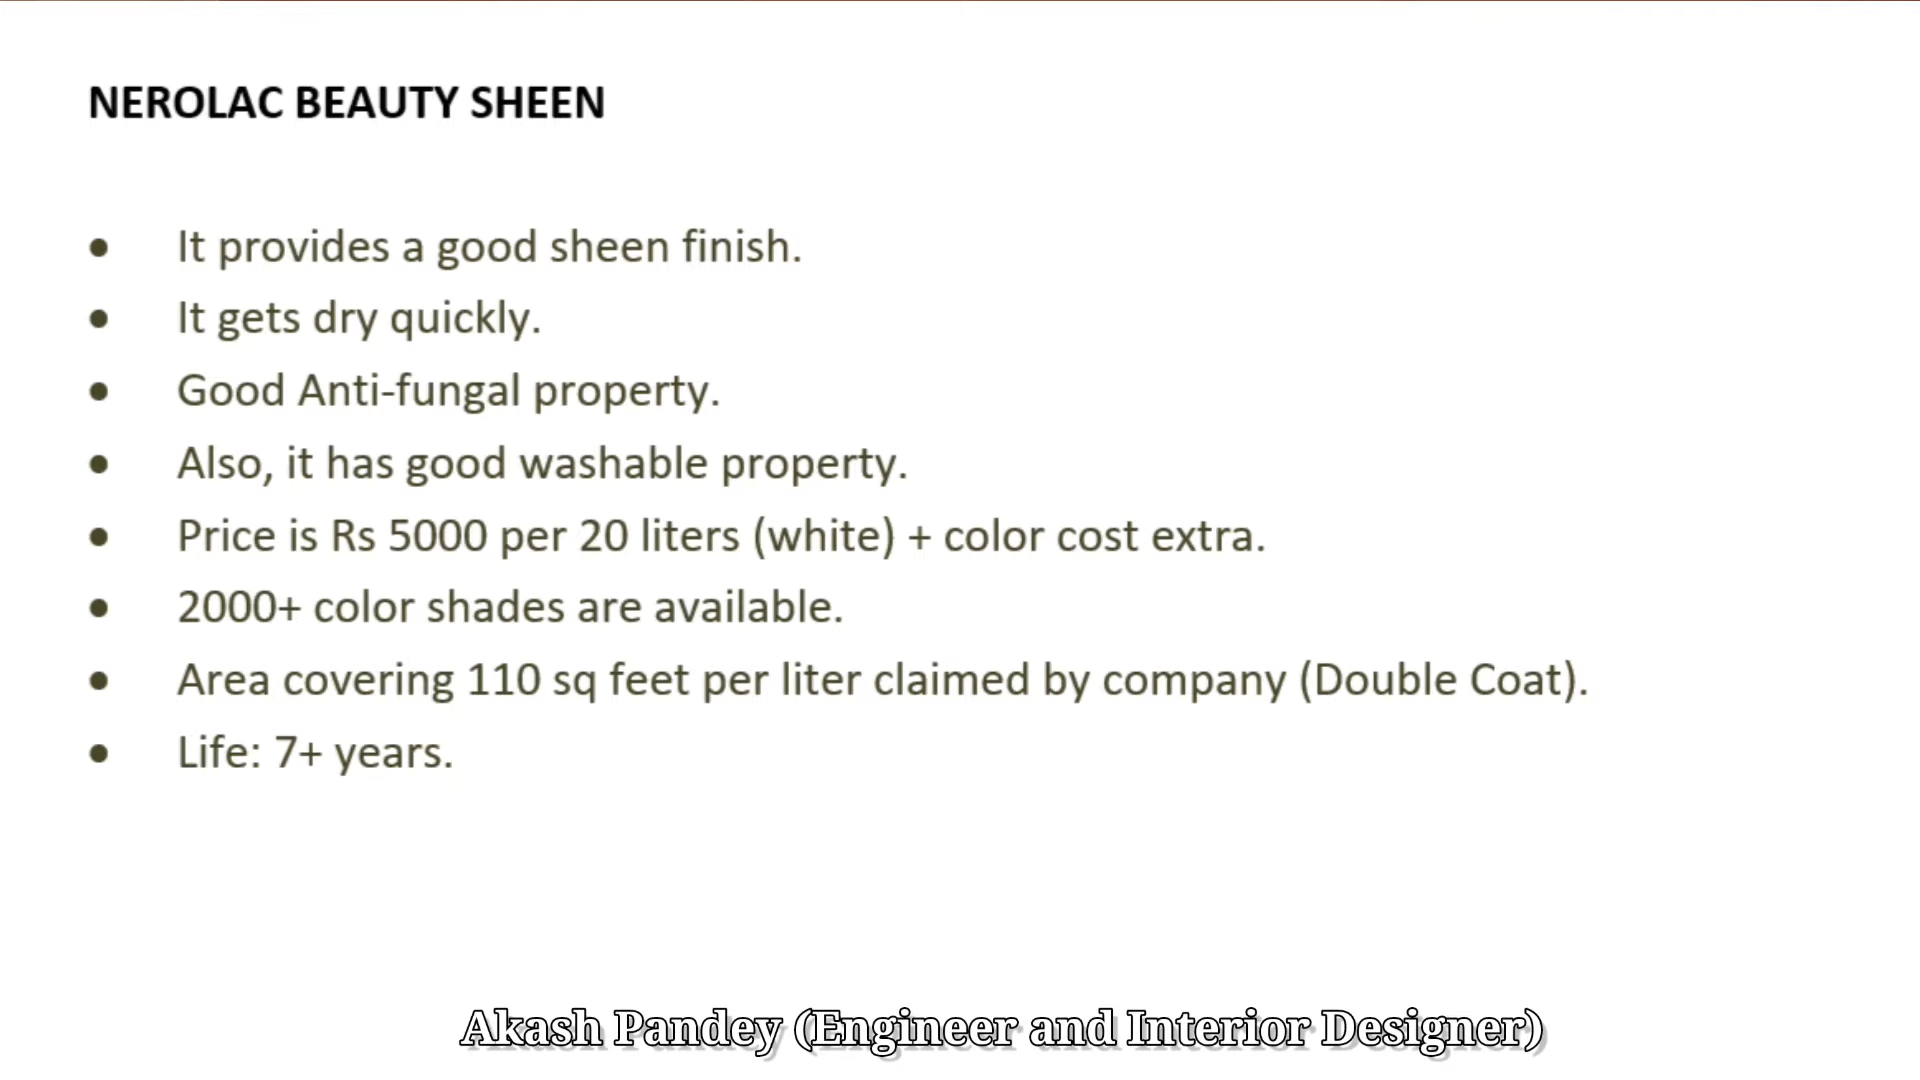 NEROLAC BEAUTY SHEEN
• It provides a good sheen finish.
• It gets dry quickly.
• Good Anti-fungal property.
• Also, it has good washable property.
• Price is Rs 5000 per 20 liters (white) + color cost extra.
• 2000+ color shades are available.
• Area covering 110 sq feet per liter claimed by company (Double Coat).
• Life: 7+ years.
Akash Pandey (Engineer and Interior Designer)